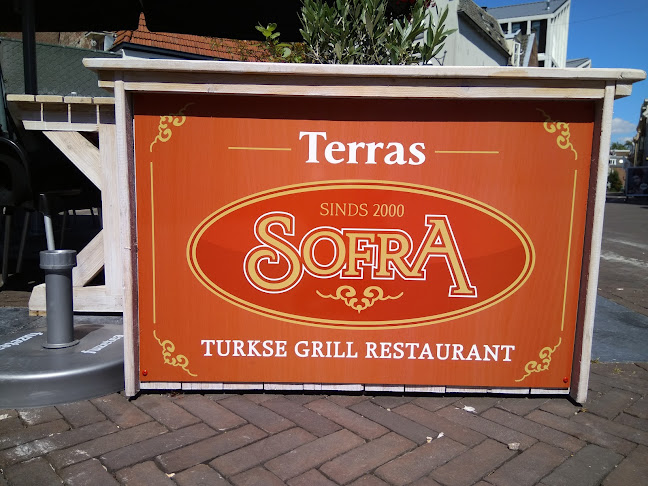 Terras
SINDS 2000
SOFRA
TURKSE GRILL RESTAURANT